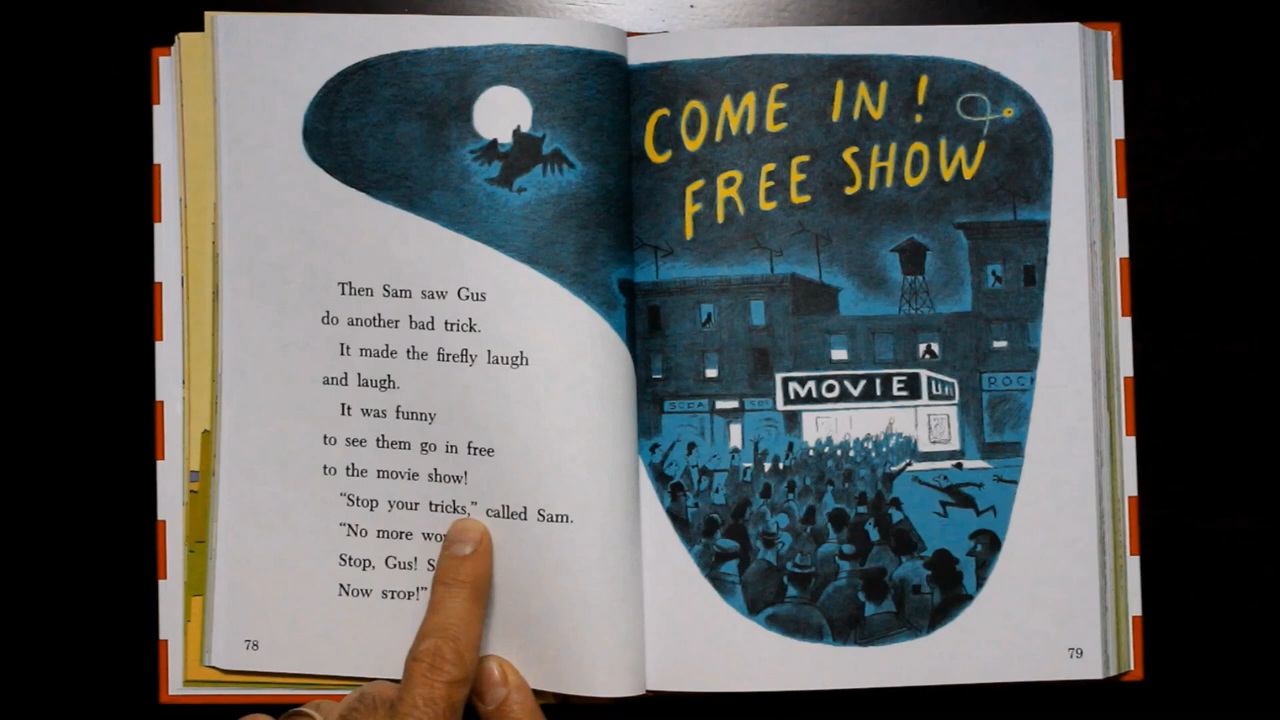 Then Sam saw Gus
do another bad trick.
It made the firefly laugh
and laugh.
It was funny
to see them go in free
to the movie show!
“Stop your tricks,” called Sam.
“No more
Stop, Gus!
Now STOP!”
78
COME IN!
FREE SHOW
MOVIE
SODA
ROCK
79